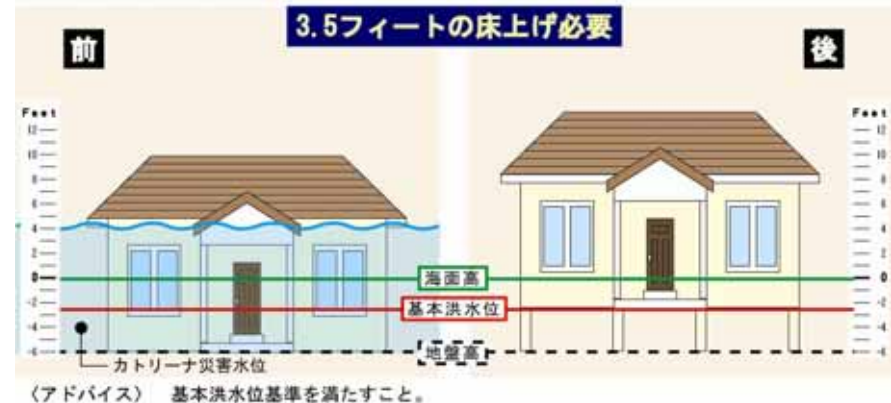 3.5フィートの床上げ必要
前
後
Feet
12
10
8
6
4
2
0
-2
-4
-6
Feet
12
10
8
6
4
2
0
-2
-4
-6
海面高
基本洪水位
地盤高
カトリーナ災害水位
〈アドバイス〉 基本洪水位基準を満たすこと。